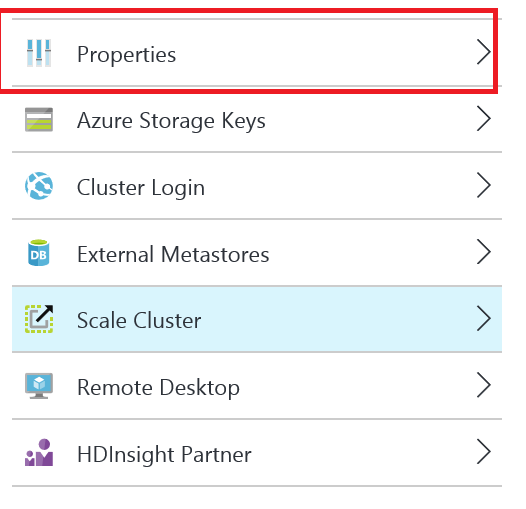 Properties
Azure Storage Keys
Cluster Login
DB External Metastores
Scale Cluster
Remote Desktop
HDInsight Partner